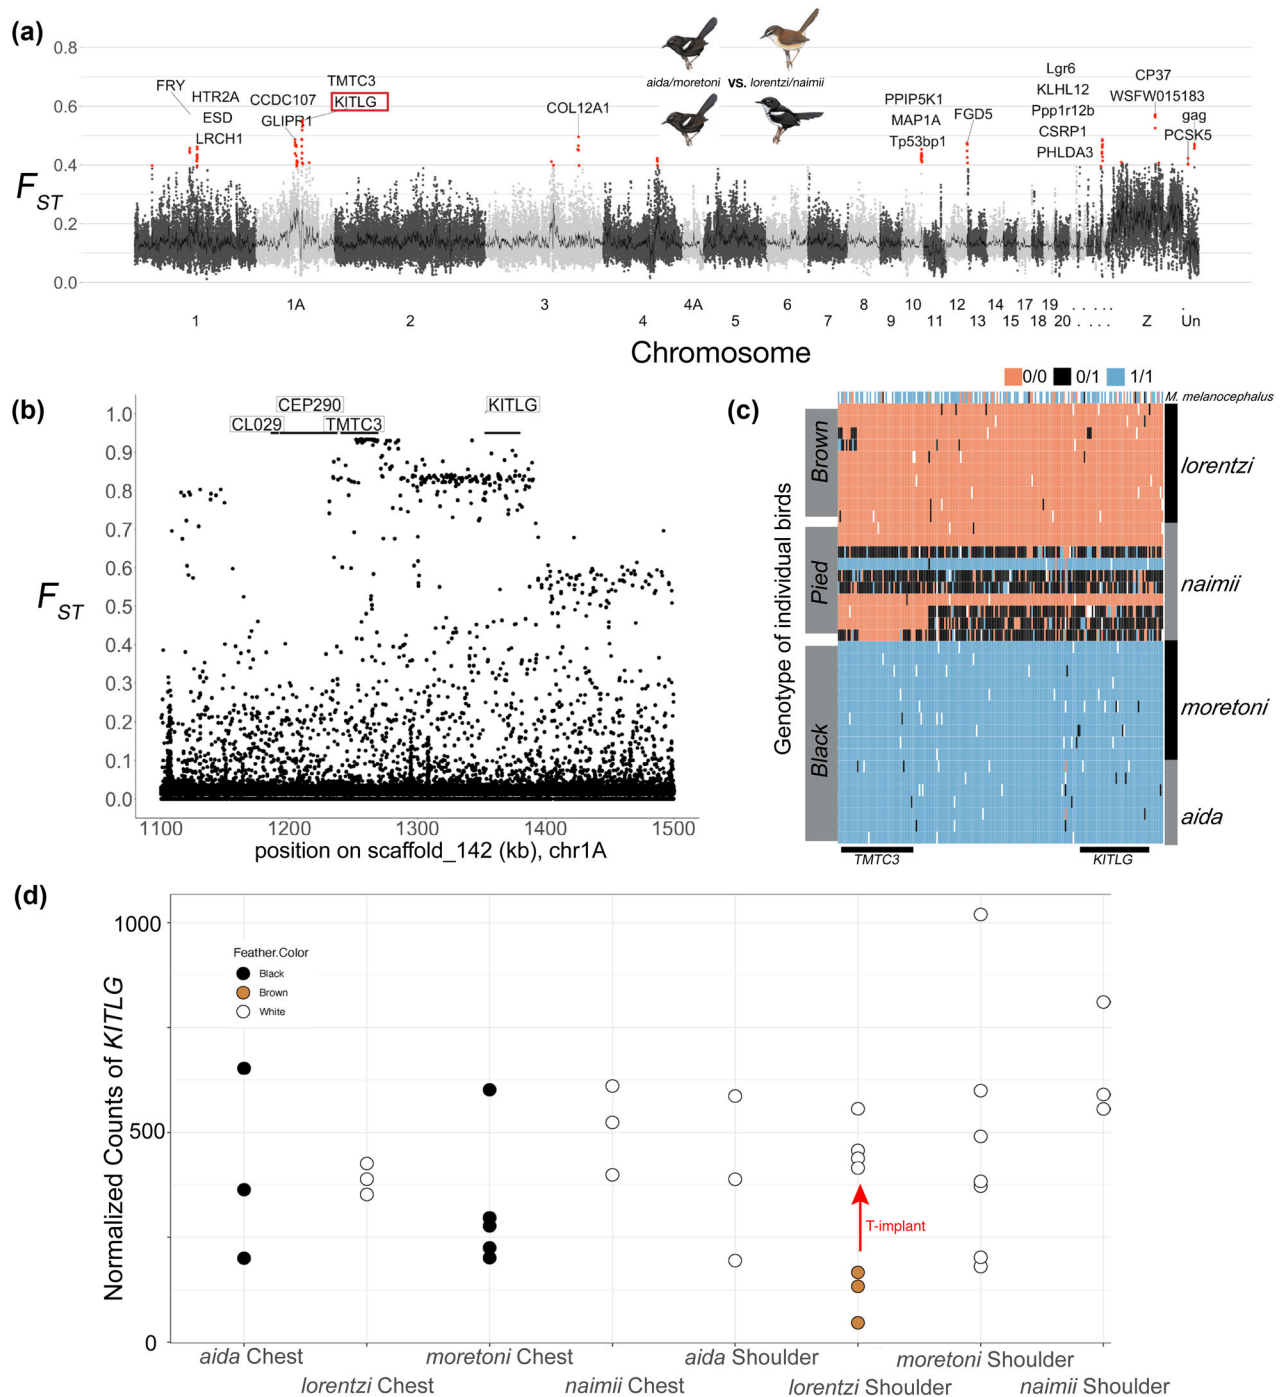 (a)
0.8
0.6
0.4
0.2
0.0
FST
FRY
HTR2A
ESD
LRCH1
CCDC107
GLIPR1
TMTC3
KITLG
COL12A1
aida/moretoni VS. lorentzi/naimii
PPIP5K1
MAP1A
Tp53bp1
FGD5
Lgr6
KLHL12
Ppp1r12b
CSRP1
PHLDA3
CP37
WSFW015183
gag
PCSK5
1A 3 4A 6 8 10 12 14 17 19 . . . . . .
1 2 4 5 7 9 11 13 15 18 20 . . . . Z Un
Chromosome
(b)
1.0
0.9
0.8
0.7
0.6
0.5
0.4
0.3
0.2
0.1
0.0
FST
CEP290
KITLG
CL029
TMTC3
1100 1200 1300 1400 1500
position on scaffold_142 (kb), chr1A
(c)
0/0 0/1 1/1
M. melanocephalus
Genotype of individual birds
Brown
Pied
Black
lorentzi
naimii
moretoni
aida
TMTC3
KITLG
(d)
Normalized Counts of KITLG
1000
500
0
Feather.Color
Black
Brown
White
T-implant
aida Chest
lorentzi Chest
moretoni Chest
naimii Chest
aida Shoulder
lorentzi Shoulder
moretoni Shoulder
naimii Shoulder